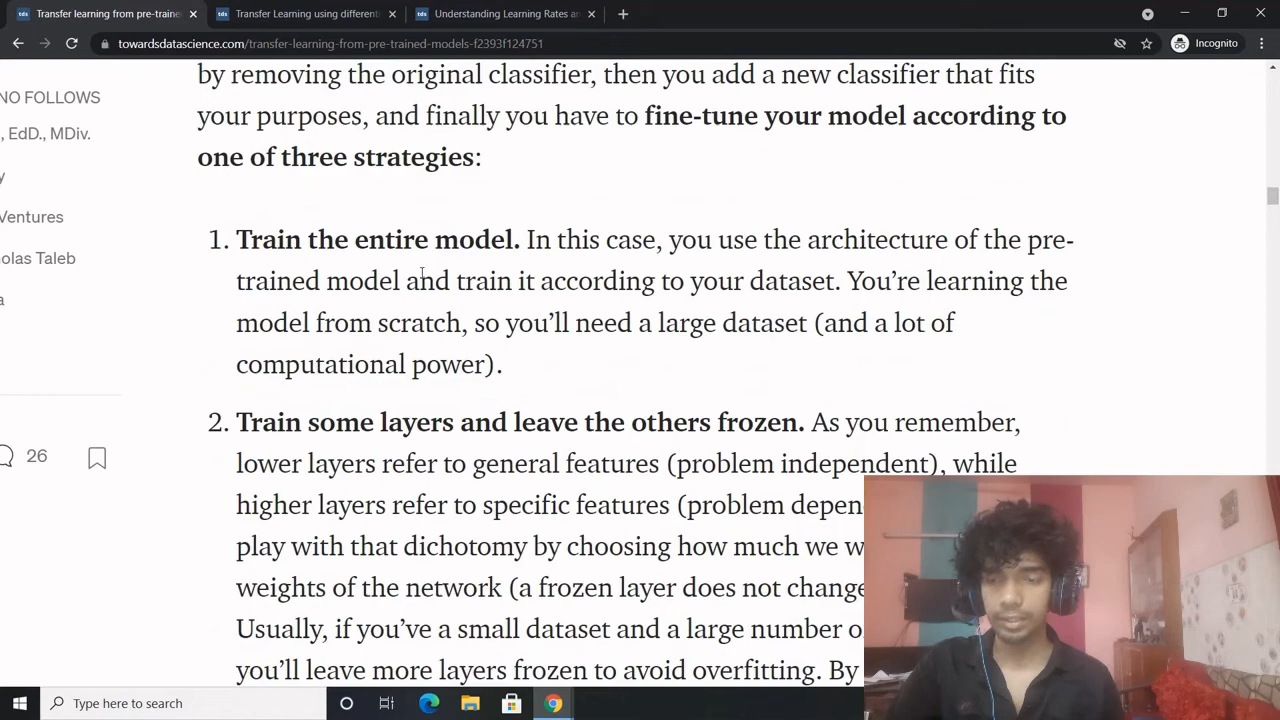 Transfer learning from pre-traine
Transfer Learning using different
Understanding Learning Rates an
towardsdatascience.com/transfer-learning-from-pre-trained-models-f2393f124751
Incognito
NO FOLLOWS
, EdD., MDiv.
y
Ventures
holas Taleb
a
26
by removing the original classifier, then you add a new classifier that fits
your purposes, and finally you have to fine-tune your model according to
one of three strategies:
1. Train the entire model. In this case, you use the architecture of the pre-
trained model and train it according to your dataset. You’re learning the
model from scratch, so you’ll need a large dataset (and a lot of
computational power).
2. Train some layers and leave the others frozen. As you remember,
lower layers refer to general features (problem independent), while
higher layers refer to specific features (problem depen
play with that dichotomy by choosing how much we w
weights of the network (a frozen layer does not change
Usually, if you’ve a small dataset and a large number o
you’ll leave more layers frozen to avoid overfitting. By
Type here to search